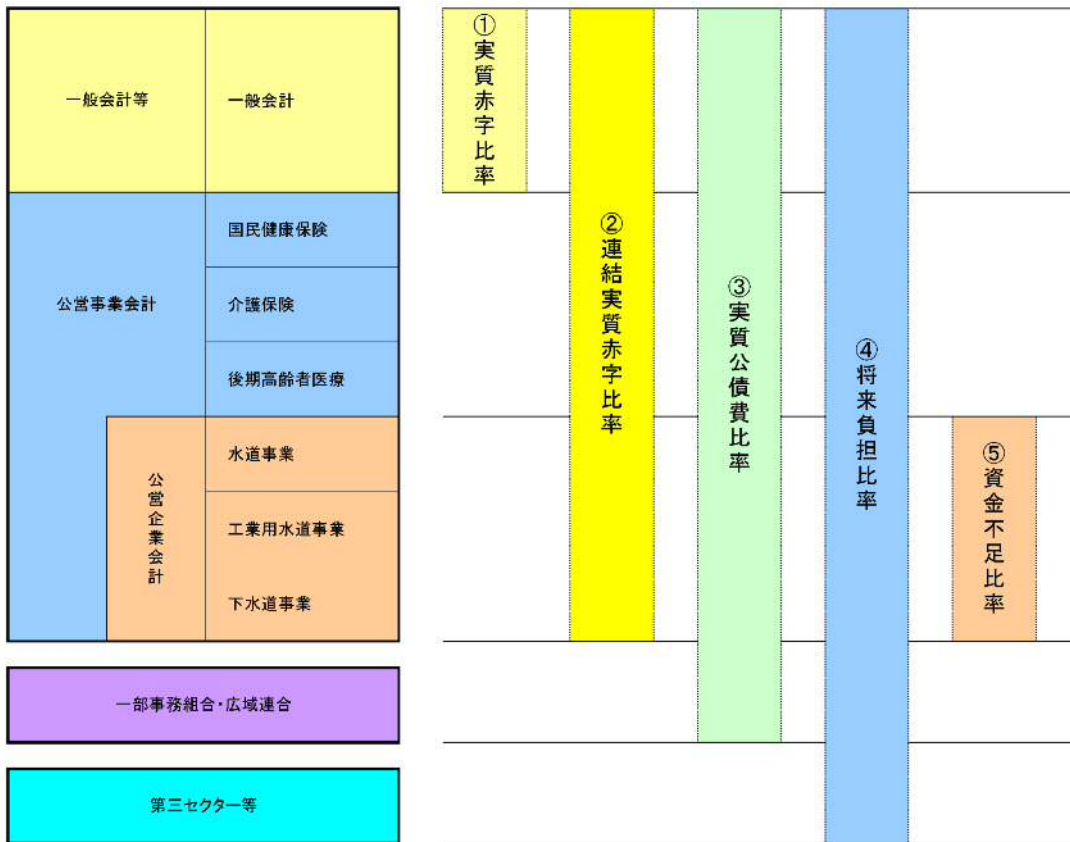 一般会計等
一般会計
公営事業会計
国民健康保険
介護保険
後期高齢者医療
公営企業会計
水道事業
工業用水道事業
下水道事業
一部事務組合・広域連合
第三セクター等
①実質赤字比率
②連結実質赤字比率
③実質公債費比率
④将来負担比率
⑤資金不足比率